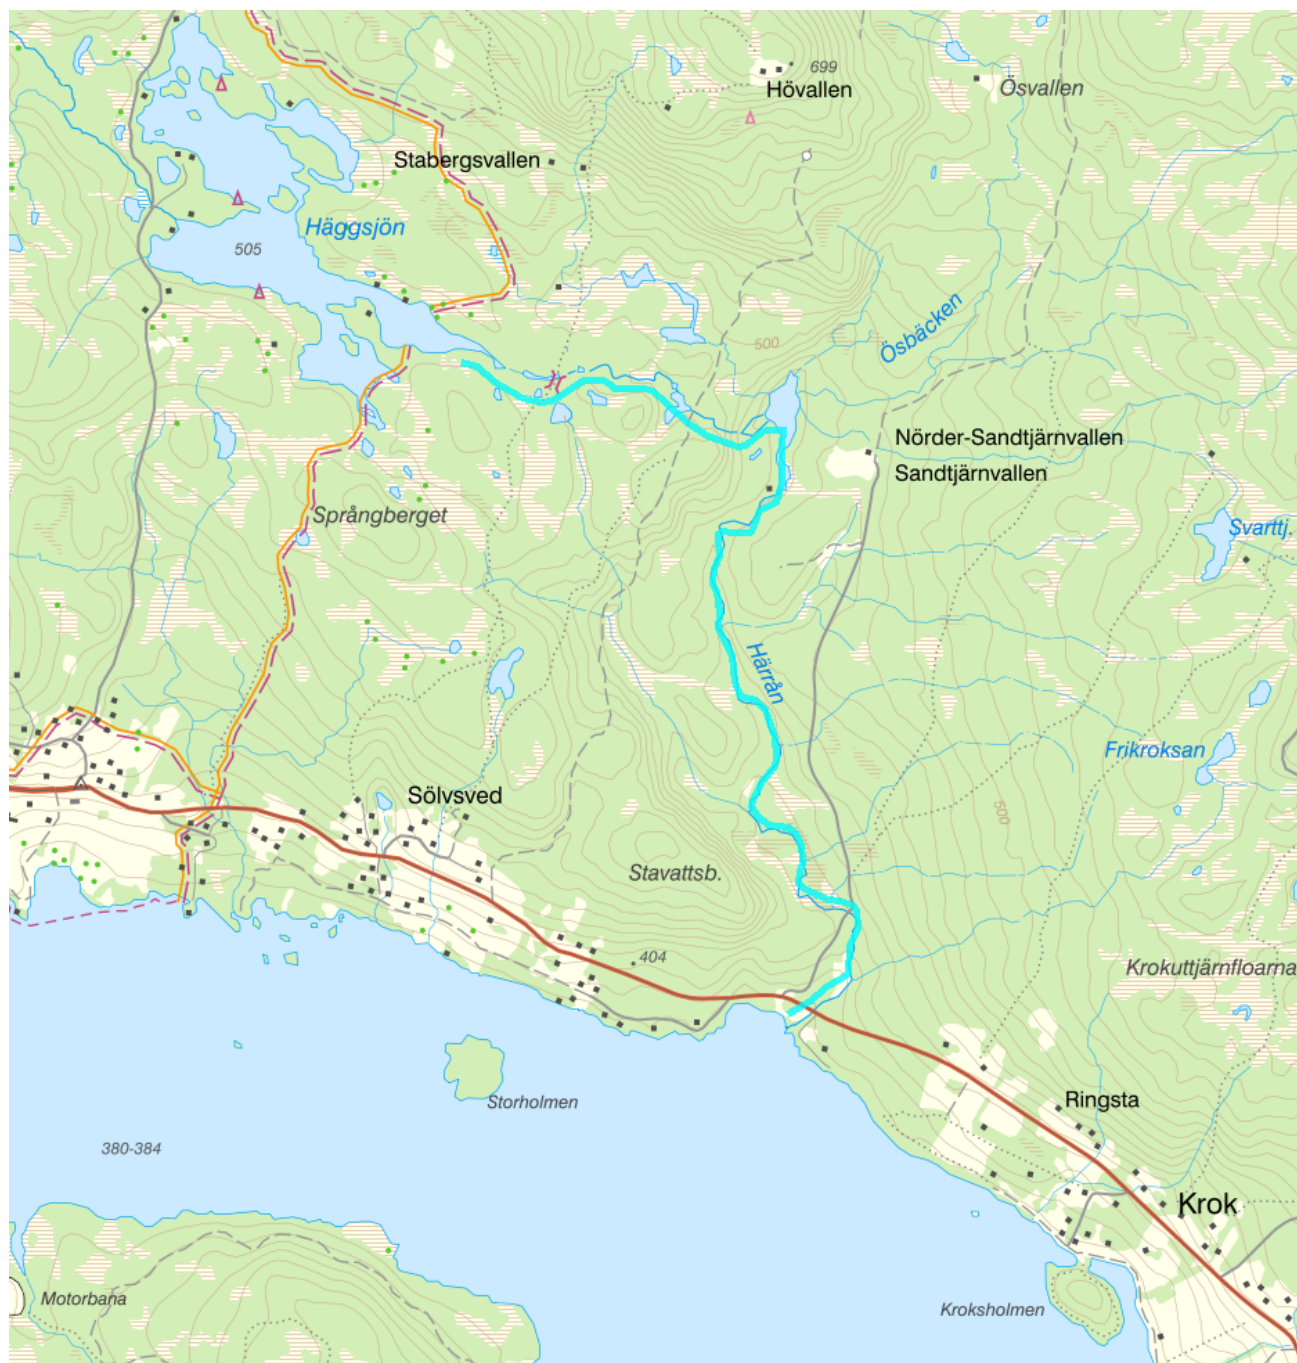 699
Hövallen
Ösvallen
Stabergsvallen
Häggsjön
505
Ösbäcken
500
Nörder-Sandtjärnvallen
Sandtjärnvallen
Språngberget
Svarttj.
Härrån
Frikroksan
Sölvsved
500
Stavattsb.
404
Krokuttjärnfloarna
Storholmen
Ringsta
380-384
Krok
Motorbana
Kroksholmen